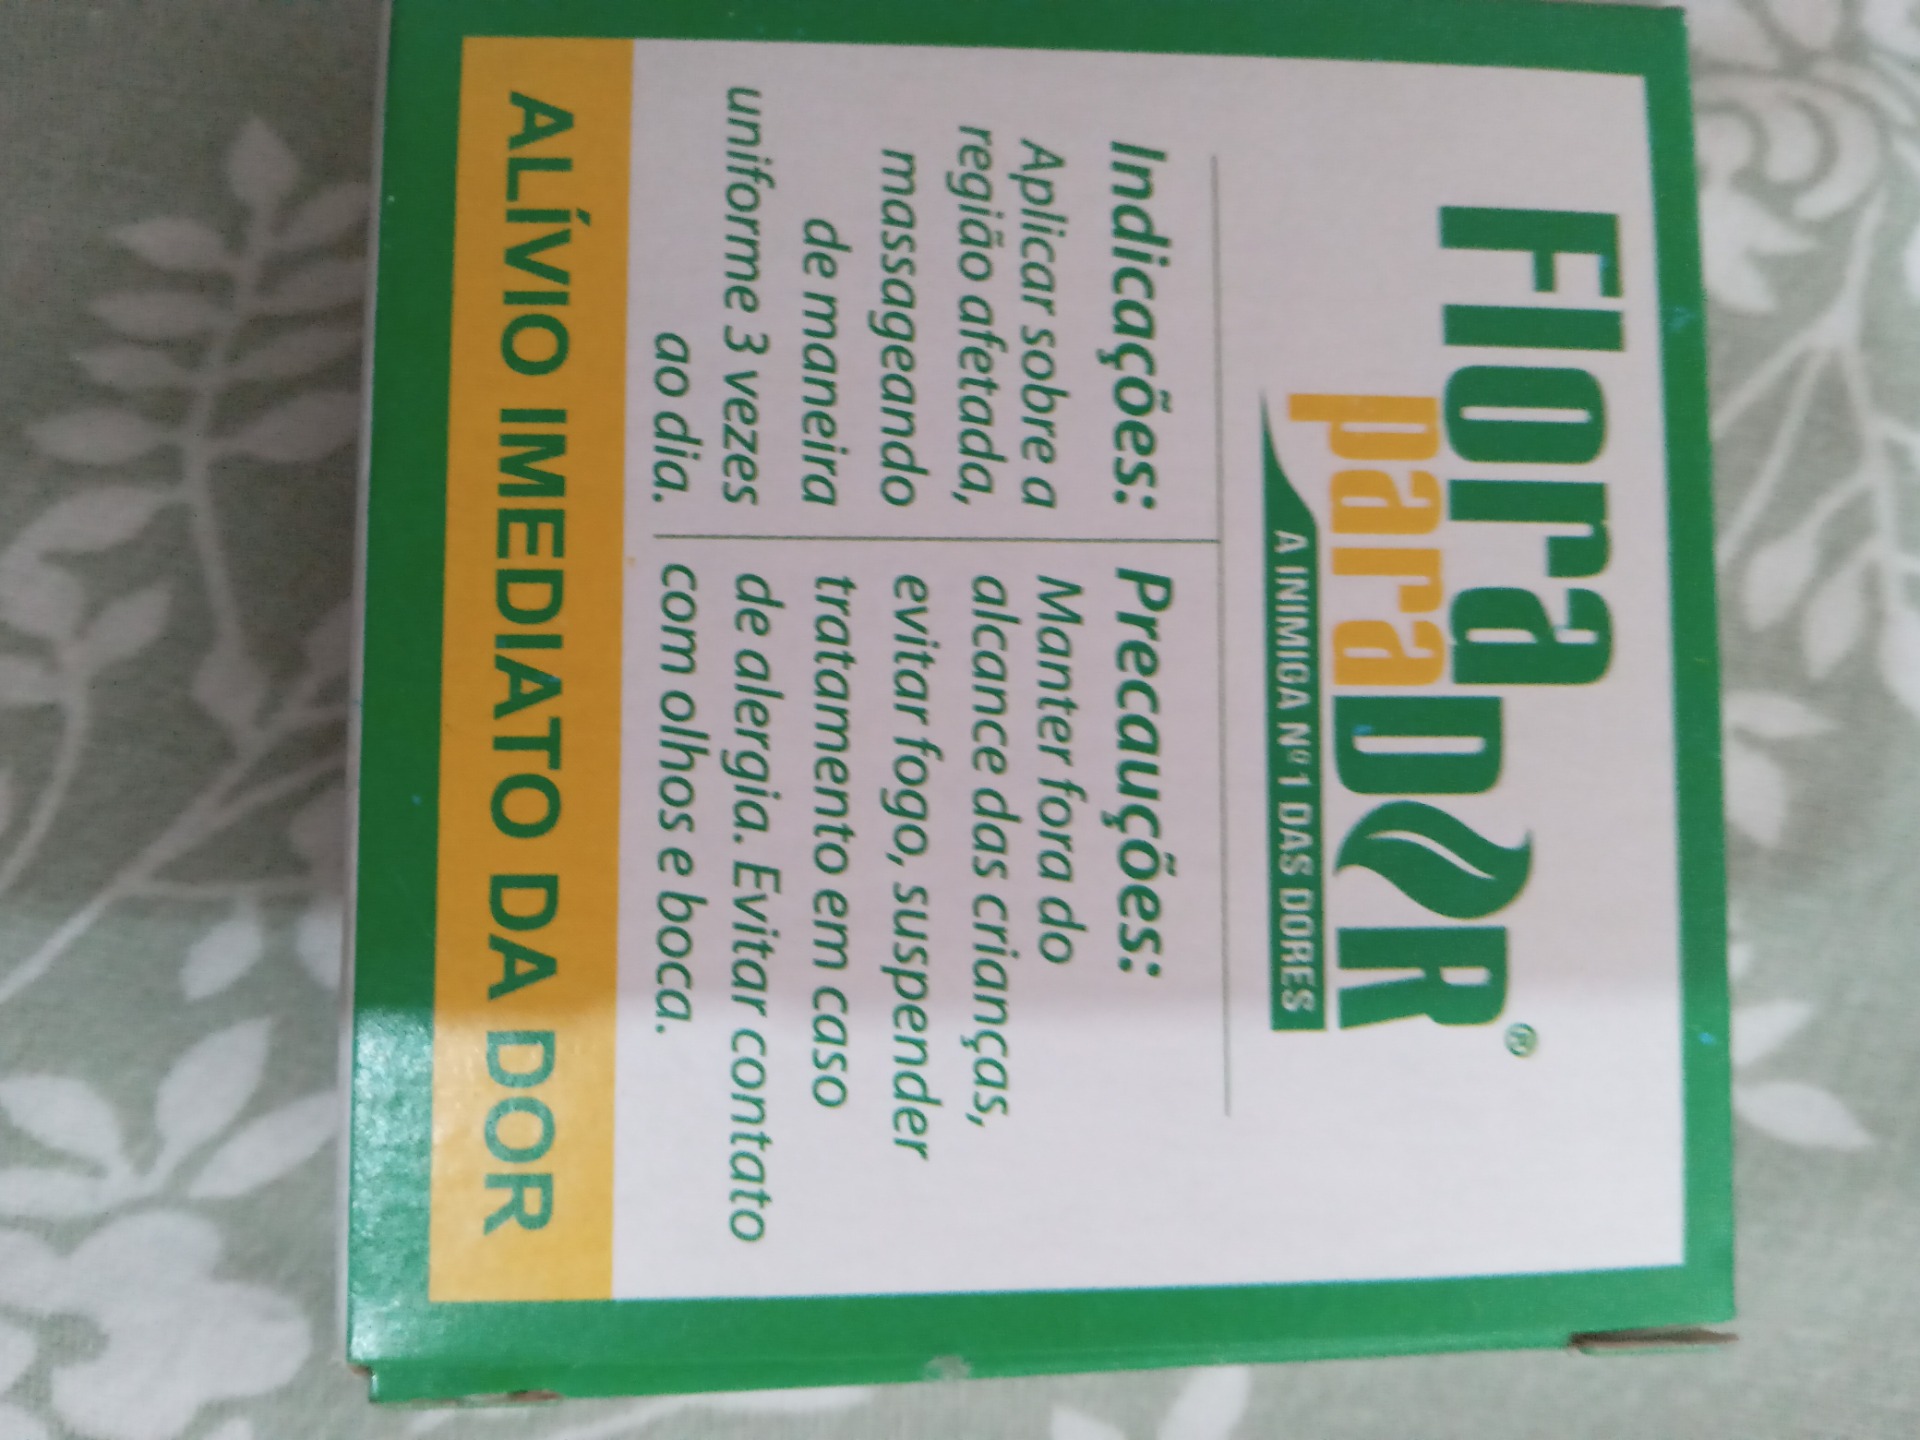 Flora
paraDOR®
A INIMIGA Nº1 DAS DORES
Indicações:
Aplicar sobre a
região afetada,
massageando
de maneira
uniforme 3 vezes
ao dia.
Precauções:
Manter fora do
alcance das crianças,
evitar fogo, suspender
tratamento em caso
de alergia. Evitar contato
com olhos e boca.
ALÍVIO IMEDIATO DA DOR